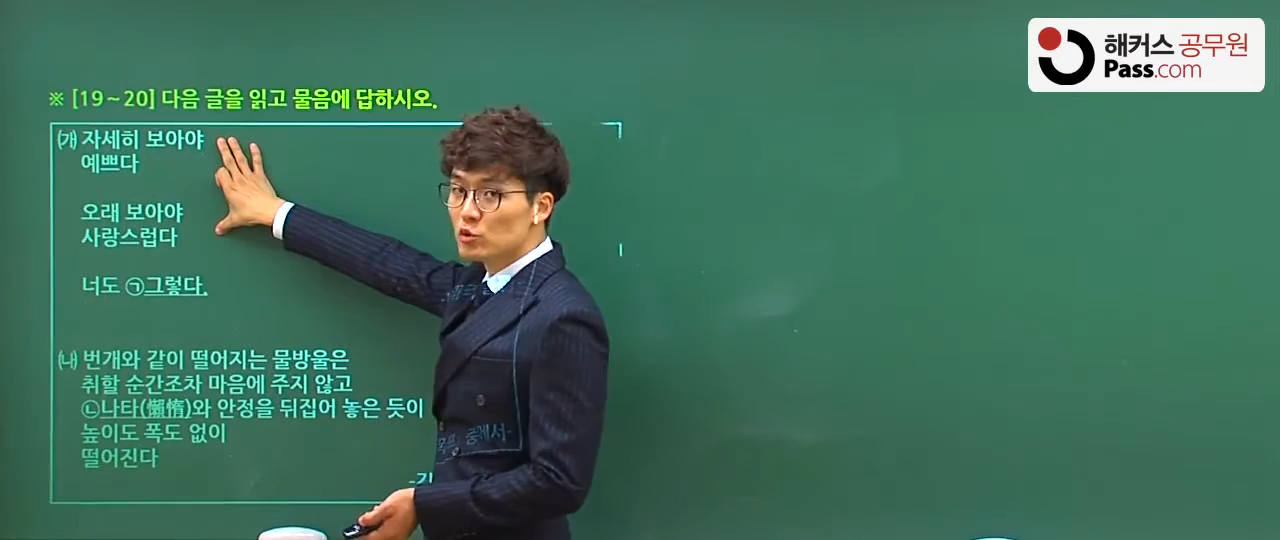 해커스 공무원
Pass.com
※ [19~20] 다음 글을 읽고 물음에 답하시오.
㈎ 자세히 보아야
예쁘다
오래 보아야
사랑스럽다
너도 ㉠그렇다.
㈏ 번개와 같이 떨어지는 물방울은
취할 순간조차 마음에 주지 않고
㉡나타(懶惰)와 안정을 뒤집어 놓은 듯이
높이도 폭도 없이
떨어진다
중에서-